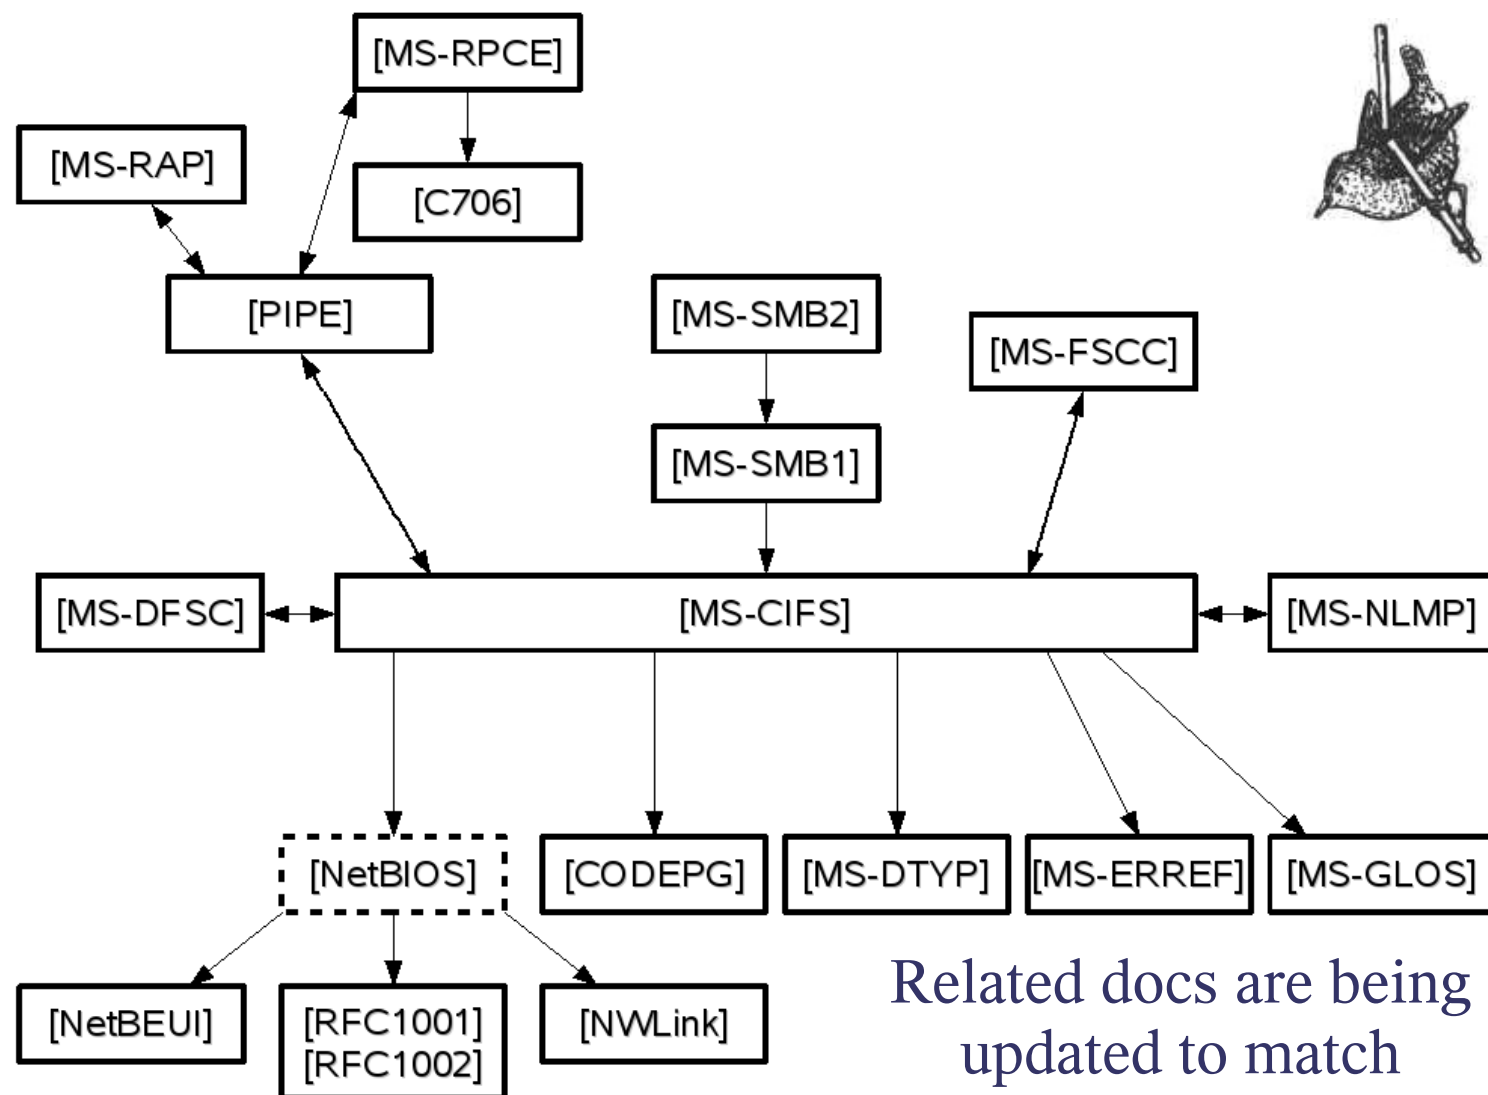 [MS-RPCE]
[MS-RAP]
[C706]
[PIPE]
[MS-SMB2]
[MS-FSCC]
[MS-SMB1]
[MS-DFSC]
[MS-CIFS]
[MS-NLMP]
[NetBIOS]
[CODEPG]
[MS-DTYP]
[MS-ERREF]
[MS-GLOS]
[NetBEUI]
[RFC1001]
[RFC1002]
[NWLink]
Related docs are being
updated to match